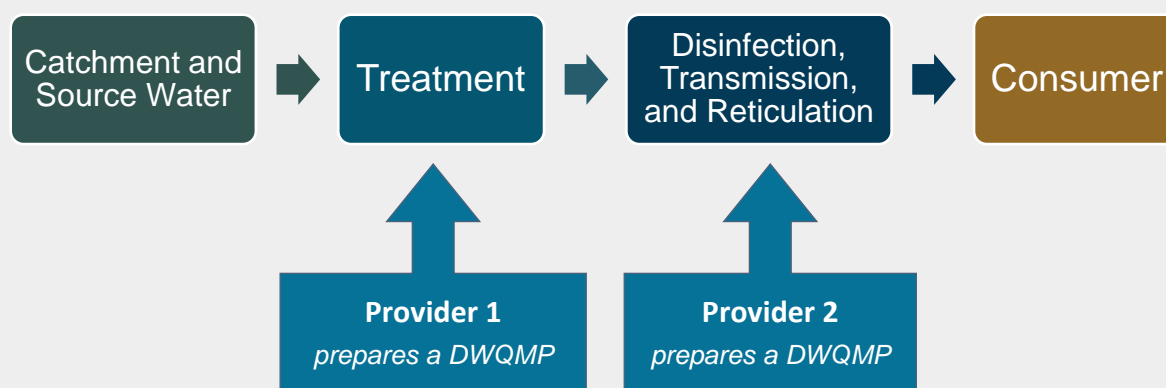 Catchment and
Source Water
Treatment
Disinfection,
Transmission,
and Reticulation
Consumer
Provider 1
prepares a DWQMP
Provider 2
prepares a DWQMP